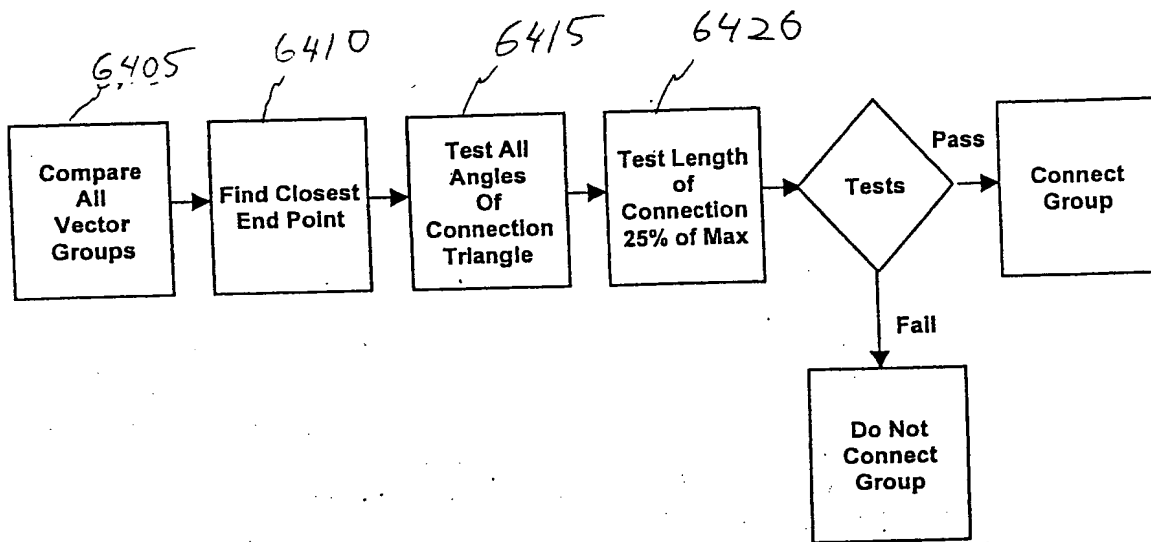 6405
6410
6415
6420
Compare
All
Vector
Groups
Find Closest
End Point
Test All
Angles
Of
Connection
Triangle
Test Length
of
Connection
25% of Max
Tests
Pass
Connect
Group
Fail
Do Not
Connect
Group